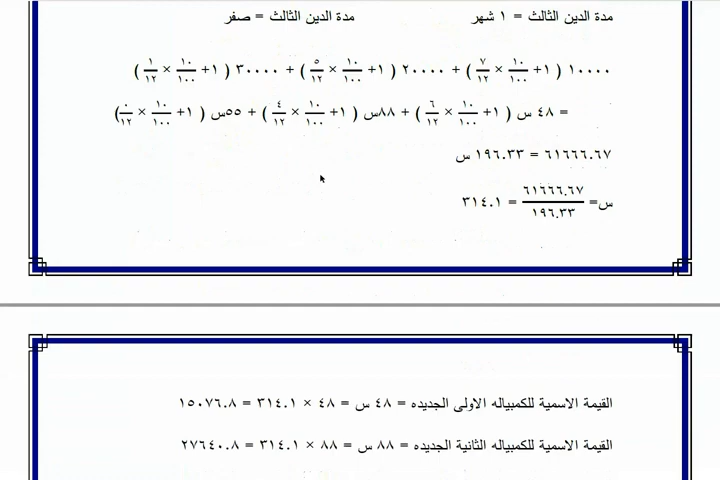 مدة الدين الثالث = ١ شهر مدة الدين الثالث = صفر
١٠٠٠٠ (١+ ١٠/١٠٠ × ٧/١٢) + ٢٠٠٠٠ (١+ ١٠/١٠٠ × ٥/١٢) + ٣٠٠٠٠ (١+ ١٠/١٠٠ × ١/١٢)
= ٤٨ س (١+ ١٠/١٠٠ × ٦/١٢) + ٨٨س (١+ ١٠/١٠٠ × ٤/١٢) + ٥٥س (١+ ١٠/١٠٠ × ٠/١٢)
٦١٦٦٦.٦٧ = ١٩٦.٣٣ س
س= ٦١٦٦٦.٦٧/١٩٦.٣٣ = ٣١٤.١
القيمة الاسمية للكمبياله الاولى الجديده = ٤٨ س = ٤٨ × ٣١٤.١ = ١٥٠٧٦.٨
القيمة الاسمية للكمبياله الثانية الجديده = ٨٨ س = ٨٨ × ٣١٤.١ = ٢٧٦٤٠.٨